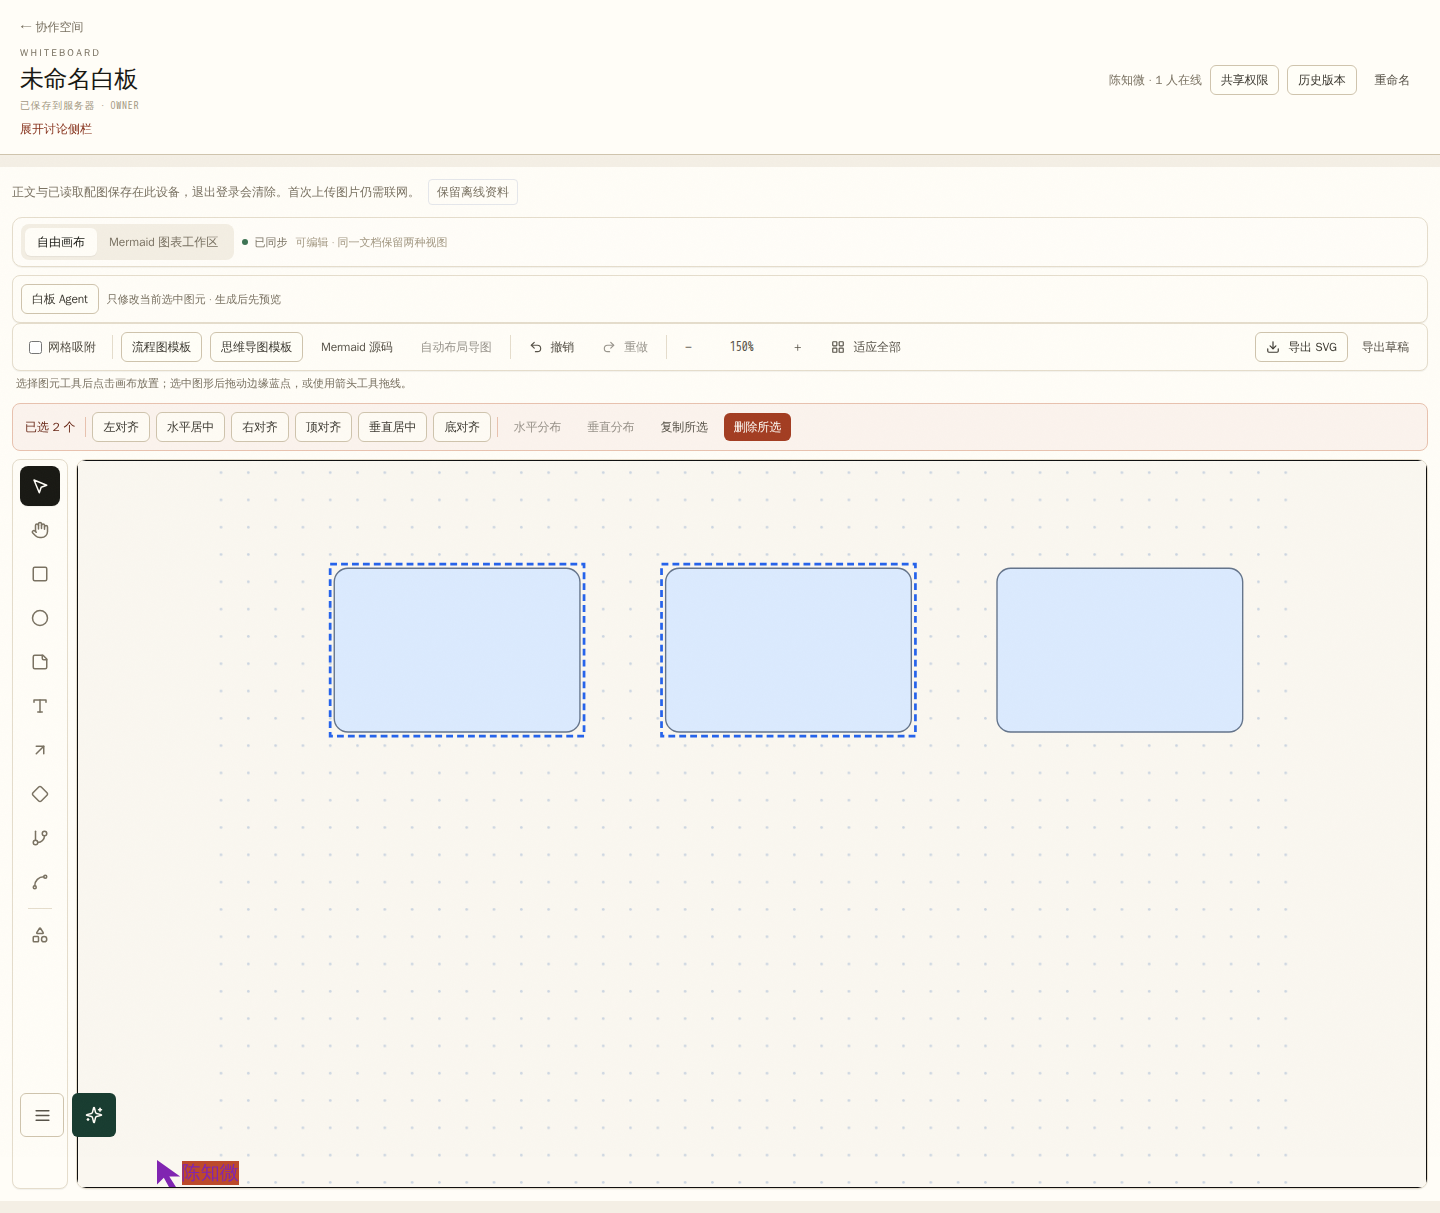 ← 协作空间
WHITEBOARD
未命名白板
已保存到服务器 · OWNER
展开讨论侧栏
陈知微 · 1 人在线 共享权限 历史版本 重命名
正文与已读取配图保存在此设备，退出登录会清除。首次上传图片仍需联网。 保留离线资料
自由画布 Mermaid 图表工作区 已同步 可编辑 · 同一文档保留两种视图
白板 Agent 只修改当前选中图元 · 生成后先预览
网格吸附 流程图模板 思维导图模板 Mermaid 源码 自动布局导图 撤销 重做 − 150% + 适应全部 导出 SVG 导出草稿
选择图元工具后点击画布放置；选中图形后拖动边缘蓝点，或使用箭头工具拖线。
已选 2 个 左对齐 水平居中 右对齐 顶对齐 垂直居中 底对齐 水平分布 垂直分布 复制所选 删除所选
陈知微